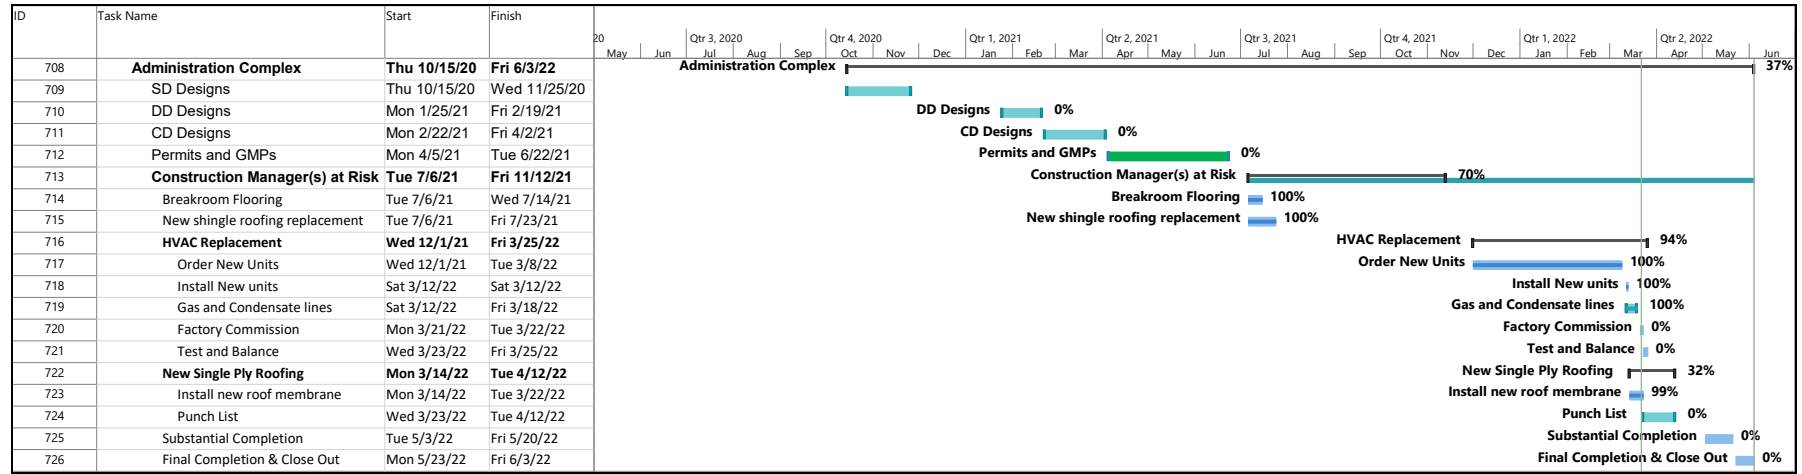 ID Task Name Start Finish
20 Qtr 3, 2020 Qtr 4, 2020 Qtr 1, 2021 Qtr 2, 2021 Qtr 3, 2021 Qtr 4, 2021 Qtr 1, 2022 Qtr 2, 2022
May Jun Jul Aug Sep Oct Nov Dec Jan Feb Mar Apr May Jun Jul Aug Sep Oct Nov Dec Jan Feb Mar Apr May Jun
708 Administration Complex Thu 10/15/20 Fri 6/3/22 Administration Complex 37%
709 SD Designs Thu 10/15/20 Wed 11/25/20
710 DD Designs Mon 1/25/21 Fri 2/19/21 DD Designs 0%
711 CD Designs Mon 2/22/21 Fri 4/2/21 CD Designs 0%
712 Permits and GMPs Mon 4/5/21 Tue 6/22/21 Permits and GMPs 0%
713 Construction Manager(s) at Risk Tue 7/6/21 Fri 11/12/21 Construction Manager(s) at Risk 70%
714 Breakroom Flooring Tue 7/6/21 Wed 7/14/21 Breakroom Flooring 100%
715 New shingle roofing replacement Tue 7/6/21 Fri 7/23/21 New shingle roofing replacement 100%
716 HVAC Replacement Wed 12/1/21 Fri 3/25/22 HVAC Replacement 94%
717 Order New Units Wed 12/1/21 Tue 3/8/22 Order New Units 100%
718 Install New units Sat 3/12/22 Sat 3/12/22 Install New units 100%
719 Gas and Condensate lines Sat 3/12/22 Fri 3/18/22 Gas and Condensate lines 100%
720 Factory Commission Mon 3/21/22 Tue 3/22/22 Factory Commission 0%
721 Test and Balance Wed 3/23/22 Fri 3/25/22 Test and Balance 0%
722 New Single Ply Roofing Mon 3/14/22 Tue 4/12/22 New Single Ply Roofing 32%
723 Install new roof membrane Mon 3/14/22 Tue 3/22/22 Install new roof membrane 99%
724 Punch List Wed 3/23/22 Tue 4/12/22 Punch List 0%
725 Substantial Completion Tue 5/3/22 Fri 5/20/22 Substantial Completion 0%
726 Final Completion & Close Out Mon 5/23/22 Fri 6/3/22 Final Completion & Close Out 0%